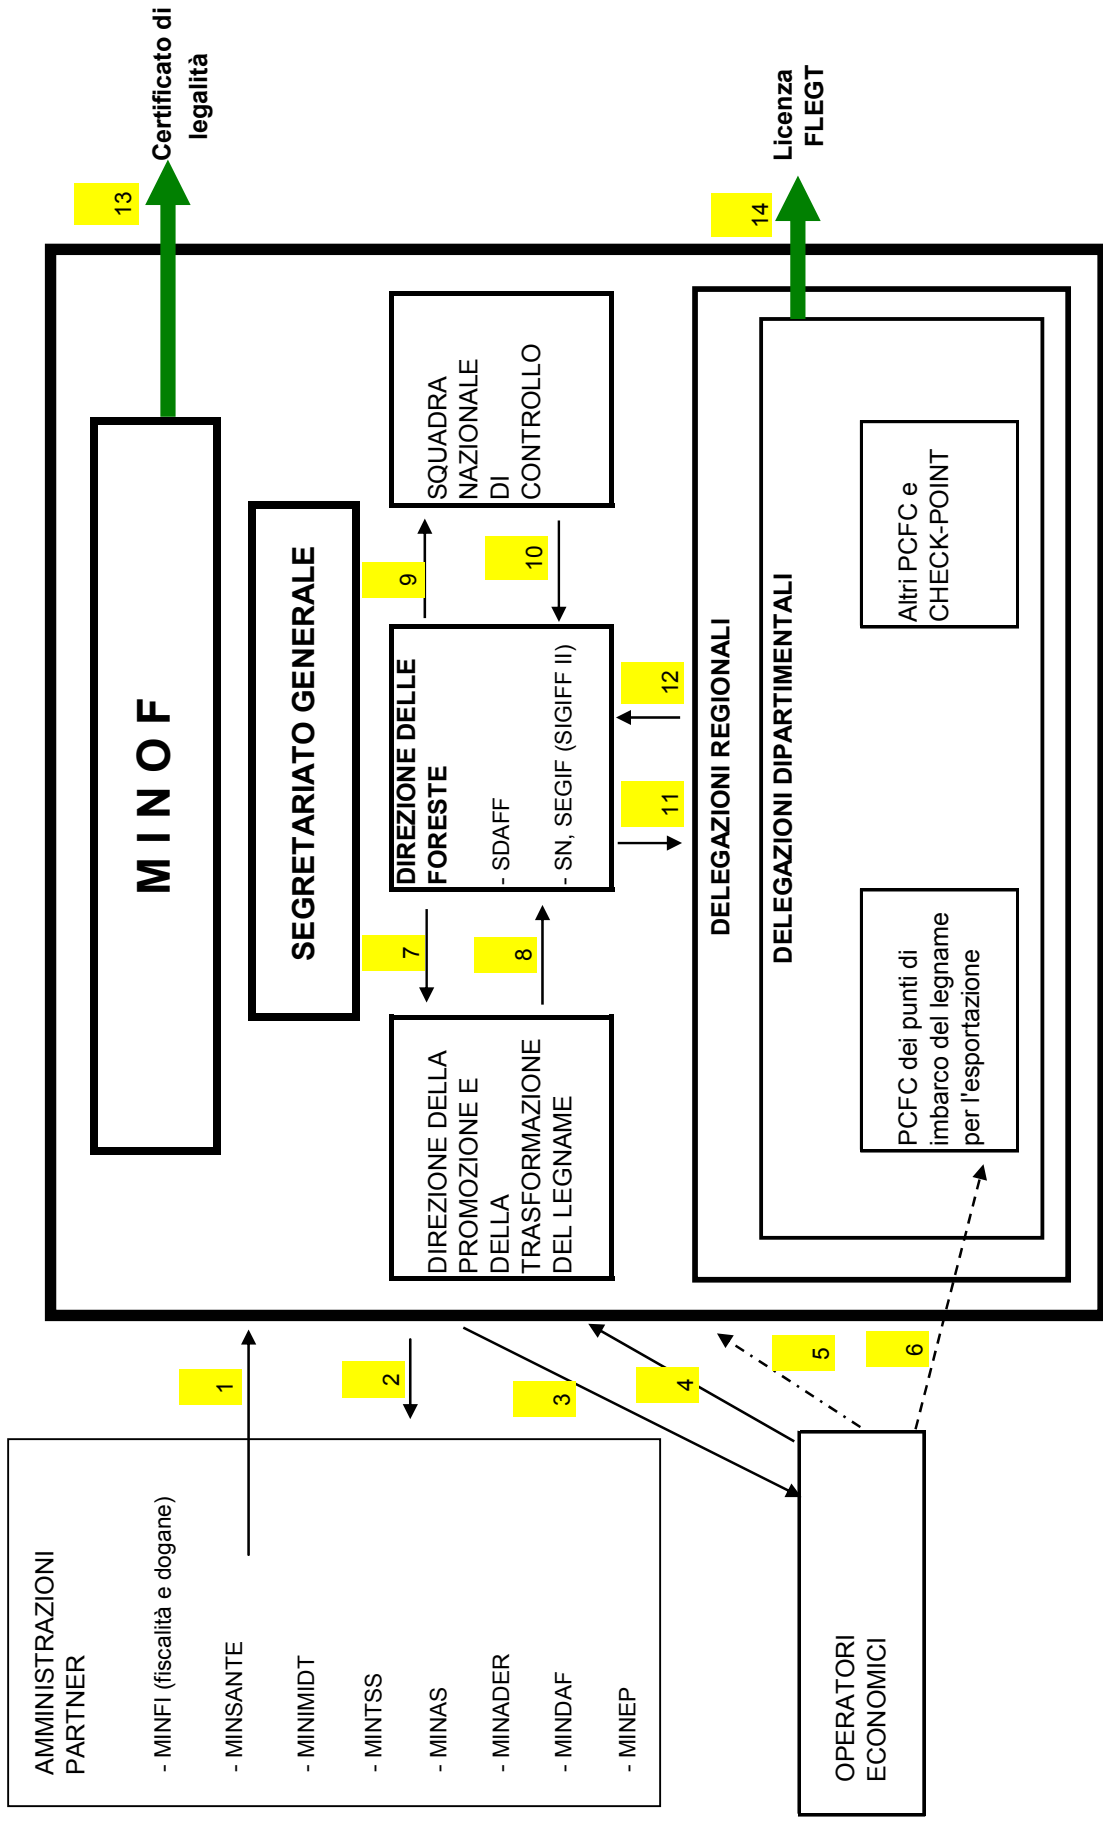 AMMINISTRAZIONI
PARTNER
- MINFI (fiscalità e dogane)
- MINSANTE
- MINIMIDT
- MINTSS
- MINAS
- MINADER
- MINDAF
- MINEP
OPERATORI
ECONOMICI
1
2
3
4
5
6
M I N O F
SEGRETARIATO GENERALE
DIREZIONE DELLA
PROMOZIONE E
DELLA
TRASFORMAZIONE
DEL LEGNAME
7
8
DIREZIONE DELLE
FORESTE
- SDAFF
- SN, SEGIF (SIGIFF II)
9
10
SQUADRA
NAZIONALE
DI
CONTROLLO
11
12
DELEGAZIONI REGIONALI
DELEGAZIONI DIPARTIMENTALI
PCFC dei punti di
imbarco del legname
per l'esportazione
Altri PCFC e
CHECK-POINT
13
Certificato di
legalità
14
Licenza
FLEGT